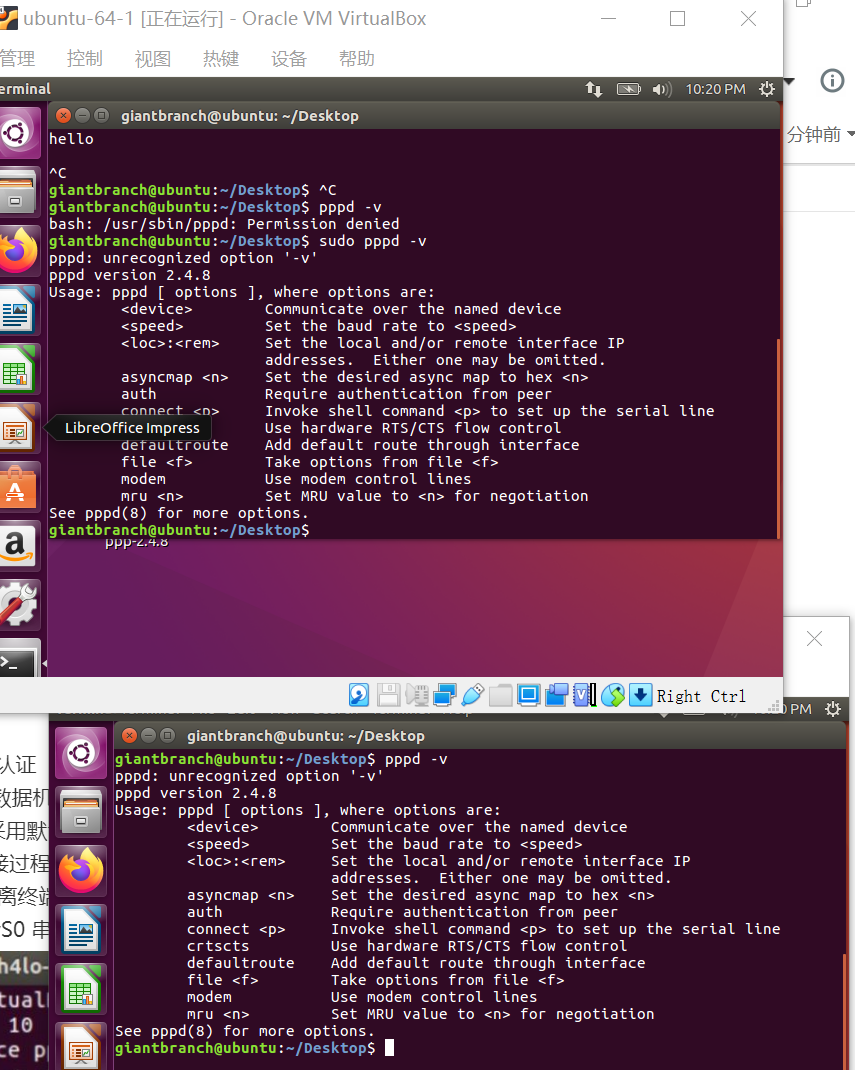 ubuntu-64-1 [正在运行] - Oracle VM VirtualBox
管理 控制 视图 热键 设备 帮助
erminal
10:20 PM
giantbranch@ubuntu: ~/Desktop
hello
^C
giantbranch@ubuntu:~/Desktop$ ^C
giantbranch@ubuntu:~/Desktop$ pppd -v
bash: /usr/sbin/pppd: Permission denied
giantbranch@ubuntu:~/Desktop$ sudo pppd -v
pppd: unrecognized option '-v'
pppd version 2.4.8
Usage: pppd [ options ], where options are:
<device> Communicate over the named device
<speed> Set the baud rate to <speed>
<loc>:<rem> Set the local and/or remote interface IP
addresses. Either one may be omitted.
asyncmap <n> Set the desired async map to hex <n>
auth Require authentication from peer
connect <p> Invoke shell command <p> to set up the serial line
LibreOffice Impress Use hardware RTS/CTS flow control
defaultroute Add default route through interface
file <f> Take options from file <f>
modem Use modem control lines
mru <n> Set MRU value to <n> for negotiation
See pppd(8) for more options.
giantbranch@ubuntu:~/Desktop$
ppp-2.4.8
分钟前
Right Ctrl
PM
giantbranch@ubuntu: ~/Desktop
giantbranch@ubuntu:~/Desktop$ pppd -v
pppd: unrecognized option '-v'
pppd version 2.4.8
Usage: pppd [ options ], where options are:
<device> Communicate over the named device
<speed> Set the baud rate to <speed>
<loc>:<rem> Set the local and/or remote interface IP
addresses. Either one may be omitted.
asyncmap <n> Set the desired async map to hex <n>
auth Require authentication from peer
connect <p> Invoke shell command <p> to set up the serial line
crtscts Use hardware RTS/CTS flow control
defaultroute Add default route through interface
file <f> Take options from file <f>
modem Use modem control lines
mru <n> Set MRU value to <n> for negotiation
See pppd(8) for more options.
giantbranch@ubuntu:~/Desktop$
认证
数据机
采用默
接过程
离终端
S0 串
h4lo-
tual
10
ce pp